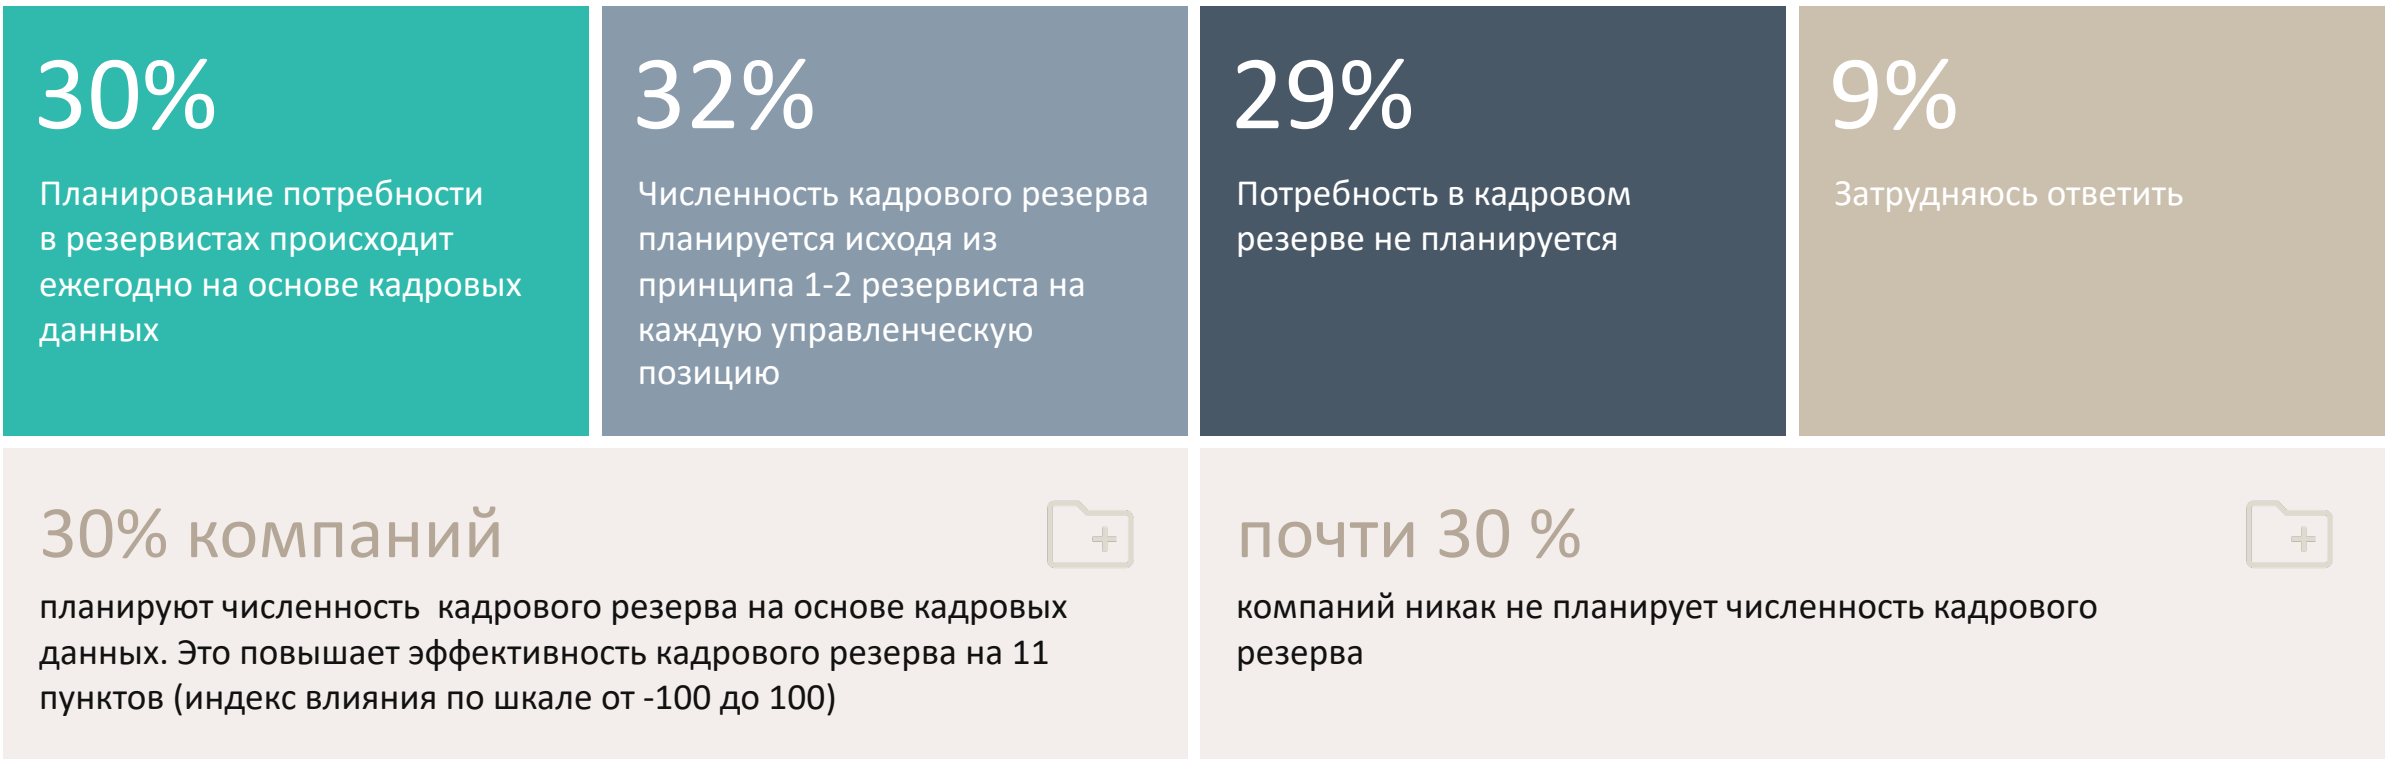 30%
Планирование потребности
в резервистах происходит
ежегодно на основе кадровых
данных
32%
Численность кадрового резерва
планируется исходя из
принципа 1-2 резервиста на
каждую управленческую
позицию
29%
Потребность в кадровом
резерве не планируется
9%
Затрудняюсь ответить
30% компаний
планируют численность  кадрового резерва на основе кадровых
данных. Это повышает эффективность кадрового резерва на 11
пунктов (индекс влияния по шкале от -100 до 100)
почти 30 %
компаний никак не планирует численность кадрового
резерва